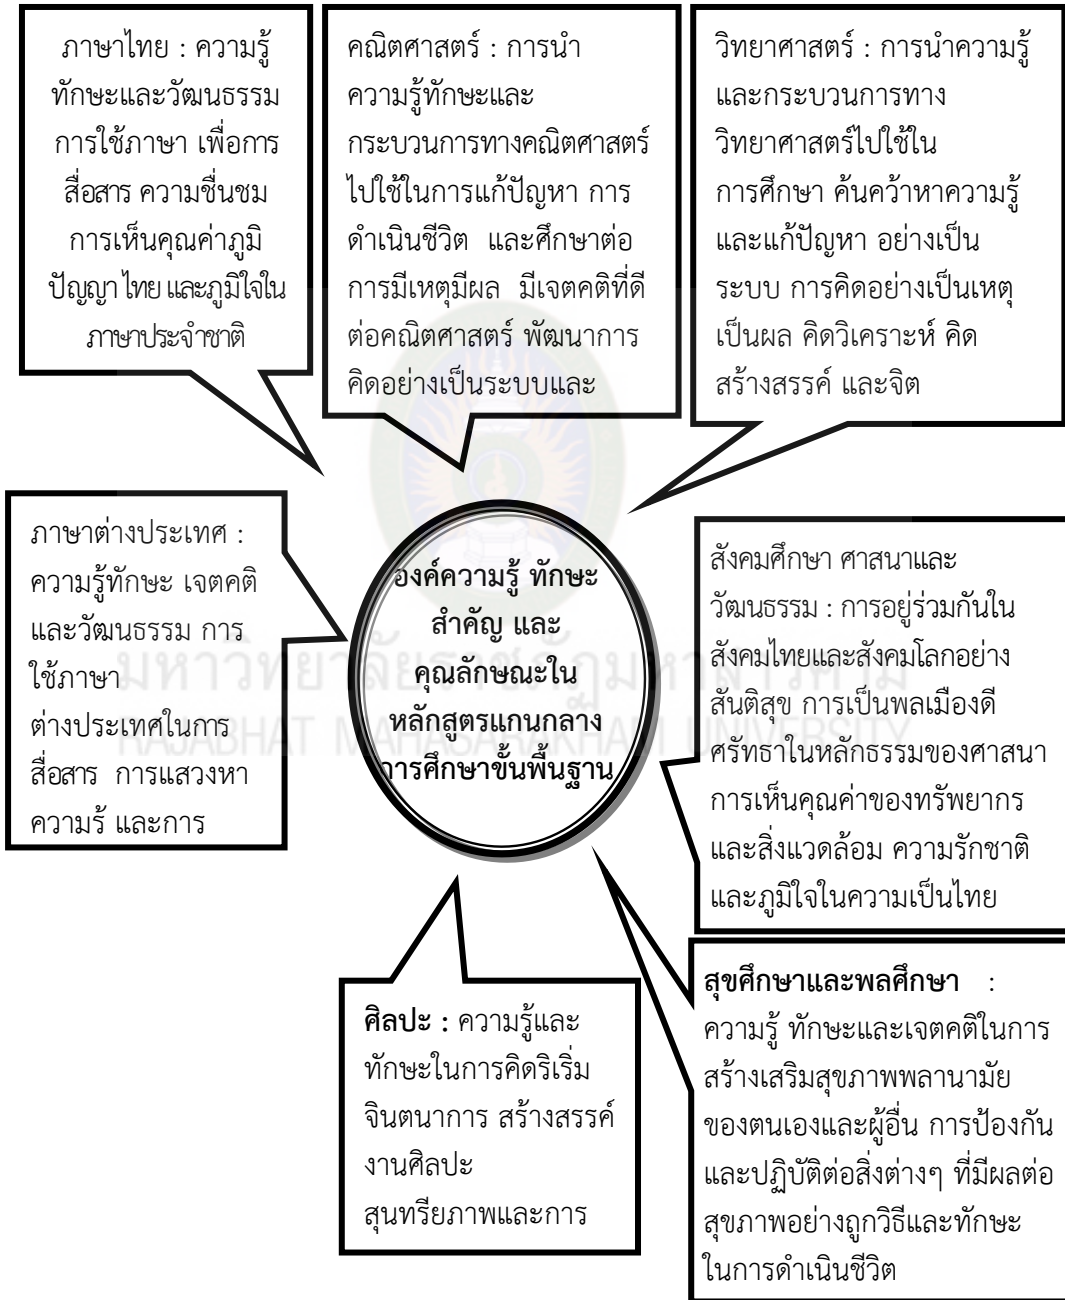 ภาษาไทย : ความรู้
ทักษะและวัฒนธรรม
การใช้ภาษา เพื่อการ
สื่อสาร ความชื่นชม
การเห็นคุณค่าภูมิ
ปัญญา ไทย และภูมิใจใน
ภาษาประจำชาติ
คณิตศาสตร์ : การนำ
ความรู้ทักษะและ
กระบวนการทางคณิตศาสตร์
ไปใช้ในการแก้ปัญหา การ
ดำเนินชีวิต และศึกษาต่อ
การมีเหตุมีผล มีเจตคติที่ดี
ต่อคณิตศาสตร์ พัฒนาการ
คิดอย่างเป็นระบบและ
วิทยาศาสตร์ : การนำความรู้
และกระบวนการทาง
วิทยาศาสตร์ไปใช้ใน
การศึกษา ค้นคว้าหาความรู้
และแก้ปัญหา อย่างเป็น
ระบบ การคิดอย่างเป็นเหตุ
เป็นผล คิดวิเคราะห์ คิด
สร้างสรรค์ และจิต
ภาษาต่างประเทศ :
ความรู้ทักษะ เจตคติ
และวัฒนธรรม การ
ใช้ภาษา
ต่างประเทศในการ
สื่อสาร การแสวงหา
ความรู้ และการ
องค์ความรู้ ทักษะ
สำคัญ และ
คุณลักษณะใน
หลักสูตรแกนกลาง
การศึกษาขั้นพื้นฐาน
สังคมศึกษา ศาสนาและ
วัฒนธรรม : การอยู่ร่วมกันใน
สังคมไทยและสังคมโลกอย่าง
สันติสุข การเป็นพลเมืองดี
ศรัทธาในหลักธรรมของศาสนา
การเห็นคุณค่าของทรัพยากร
และสิ่งแวดล้อม ความรักชาติ
และภูมิใจในความเป็นไทย
ศิลปะ : ความรู้และ
ทักษะในการคิดริเริ่ม
จินตนาการ สร้างสรรค์
งานศิลปะ
สุนทรียภาพและการ
สุขศึกษาและพลศึกษา :
ความรู้ ทักษะและเจตคติในการ
สร้างเสริมสุขภาพพลานามัย
ของตนเองและผู้อื่น การป้องกัน
และปฏิบัติต่อสิ่งต่างๆ ที่มีผลต่อ
สุขภาพอย่างถูกวิธีและทักษะ
ในการดำเนินชีวิต
มหาวิทยาลัยราชภัฏมหาสารคาม
RAJABHAT MAHASARAKHAM UNIVERSITY